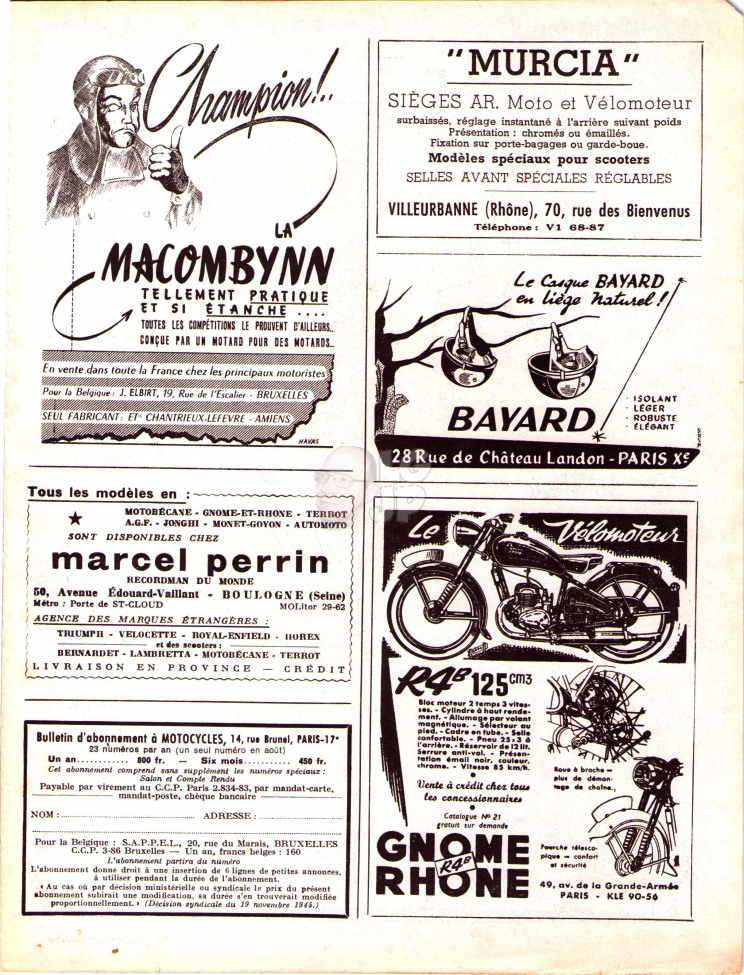 Champion!..
LA
MACOMBYNN
TELLEMENT PRATIQUE
ET SI ÉTANCHE ....
TOUTES LES COMPÉTITIONS LE PROUVENT D'AILLEURS...
CONÇUE PAR UN MOTARD POUR DES MOTARDS...
En vente dans toute la France chez les principaux motoristes
Pour la Belgique : J. ELBIRT, 19, Rue de l'Escalier - BRUXELLES
SEUL FABRICANT : Ets CHANTRIEUX-LEFEVRE - AMIENS
HAVAS
Tous les modèles en :
MOTOBÉCANE - GNOME-ET-RHONE - TERROT
A.G.F. - JONGHI - MONET-GOYON - AUTOMOTO
SONT DISPONIBLES CHEZ
marcel perrin
RECORDMAN DU MONDE
50, Avenue Édouard-Vaillant - BOULOGNE (Seine)
Métro : Porte de ST-CLOUD MOLitor 29-62
AGENCE DES MARQUES ÉTRANGÈRES :
TRIUMPH - VELOCETTE - ROYAL-ENFIELD - HOREX
et des scooters :
BERNARDET - LAMBRETTA - MOTOBÉCANE - TERROT
LIVRAISON EN PROVINCE — CRÉDIT
Bulletin d'abonnement à MOTOCYCLES, 14, rue Brunel, PARIS-17e
23 numéros par an (un seul numéro en août)
Un an............ 800 fr. — Six mois........... 450 fr.
Cet abonnement comprend sans supplément les numéros spéciaux :
Salon et Compte Rendu
Payable par virement au C.C.P. Paris 2.834-83, par mandat-carte,
mandat-poste, chèque bancaire
NOM : ........................ ADRESSE : ........................
Pour la Belgique : S.A.P.P.E.L., 20, rue du Marais, BRUXELLES
C.C.P. 3-86 Bruxelles — Un an, francs belges : 160
L'abonnement partira du numéro
L'abonnement donne droit à une insertion de 6 lignes de petites annonces,
à utiliser pendant la durée de l'abonnement.
« Au cas où par décision ministérielle ou syndicale le prix du présent
abonnement subirait une modification, sa durée s'en trouverait modifiée
proportionnellement. » (Décision syndicale du 19 novembre 1945.)
"MURCIA"
SIÈGES AR. Moto et Vélomoteur
surbaissés, réglage instantané à l'arrière suivant poids
Présentation : chromés ou émaillés.
Fixation sur porte-bagages ou garde-boue.
Modèles spéciaux pour scooters
SELLES AVANT SPÉCIALES RÉGLABLES
VILLEURBANNE (Rhône), 70, rue des Bienvenus
Téléphone : V1 68-87
Le Casque BAYARD
en liège Naturel !
· ISOLANT
· LÉGER
· ROBUSTE
· ÉLÉGANT
BAYARD
28 Rue de Château Landon - PARIS Xe
Le Vélomoteur
R4B 125 cm3
Bloc moteur 2 temps 3 vites-
ses. - Cylindre à haut rende-
ment. - Allumage par volant
magnétique. - Sélecteur au
pied. - Cadre en tube. - Selle
confortable. - Pneu 25×3 à
l'arrière. - Réservoir de 12 lit.
Serrure anti-vol. - Présen-
tation émail noir, couleur,
chrome. - Vitesse 85 km/h.
Vente à crédit chez tous
les concessionnaires
Catalogue No 21
gratuit sur demande
Roue à broche —
plus de démon-
tage de chaîne.
Fourche télesco-
pique — confort
et sécurité
GNOME
R4B
RHONE
49, av. de la Grande-Armée
PARIS - KLE 90-56